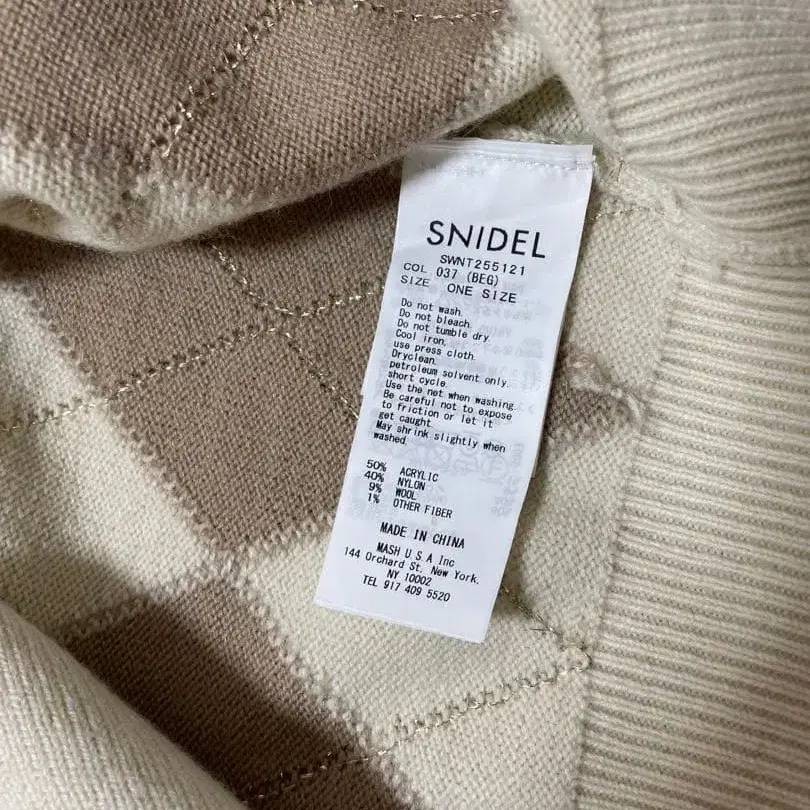 SNIDEL
SWNT255121
COL 037 (BEG)
SIZE ONE SIZE
Do not wash.
Do not bleach.
Do not tumble dry.
Cool iron,
use press cloth.
Dryclean,
petroleum solvent only.
short cycle.
Use the net when washing.
Be careful not to expose
to friction or let it
get caught.
May shrink slightly when
washed.
50% ACRYLIC
40% NYLON
9% WOOL
1% OTHER FIBER
MADE IN CHINA
MASH U S A Inc
144 Orchard St, New York,
NY 10002
TEL 917 409 5520